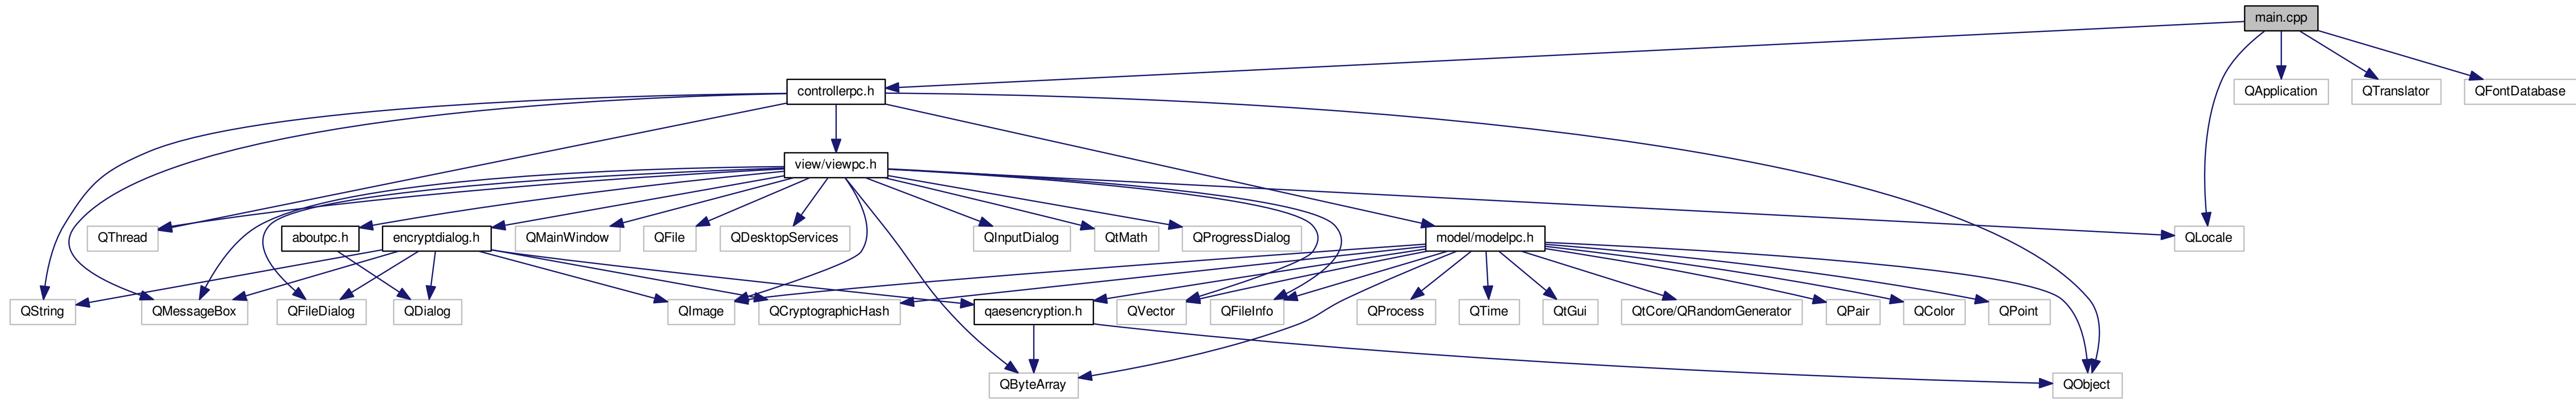 main.cpp
controllerpc.h
QApplication
QTranslator
QFontDatabase
view/viewpc.h
QThread
aboutpc.h
encryptdialog.h
QMainWindow
QFile
QDesktopServices
QInputDialog
QtMath
QProgressDialog
model/modelpc.h
QLocale
QString
QMessageBox
QFileDialog
QDialog
QImage
QCryptographicHash
qaesencryption.h
QVector
QFileInfo
QProcess
QTime
QtGui
QtCore/QRandomGenerator
QPair
QColor
QPoint
QByteArray
QObject